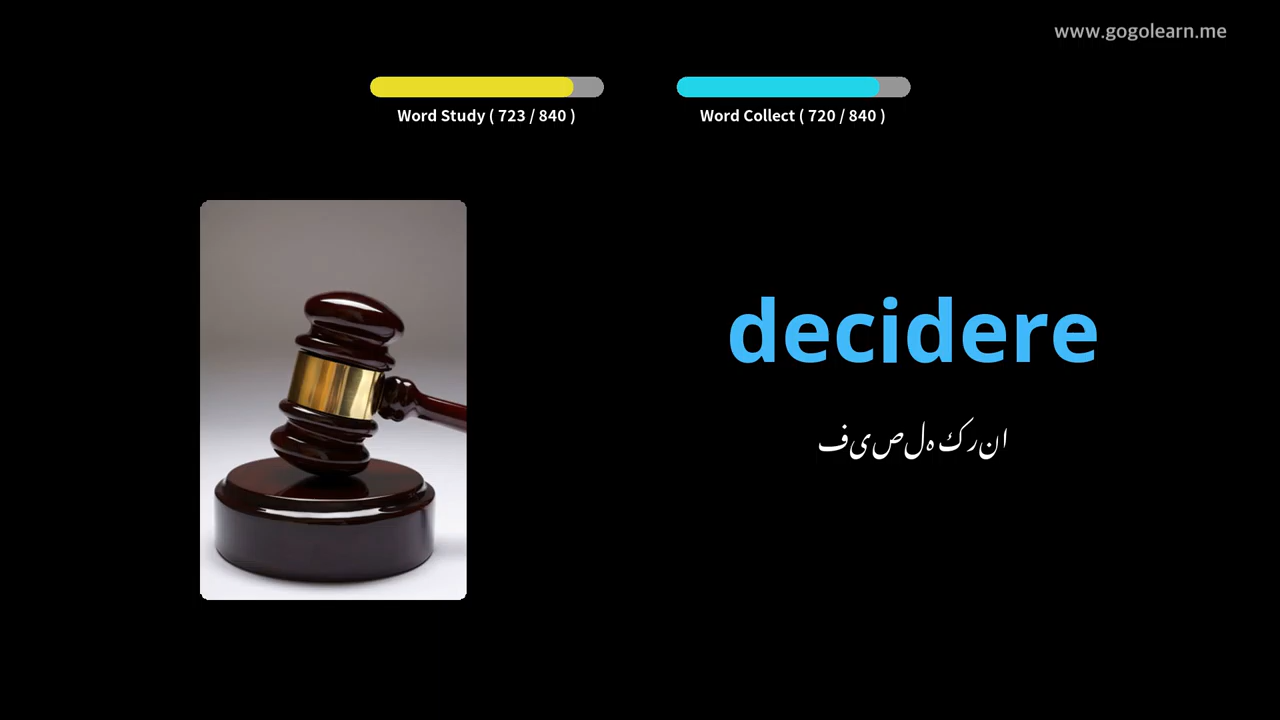 www.gogolearn.me
Word Study ( 723 / 840 )
Word Collect ( 720 / 840 )
decidere
فیصلہ کرنا